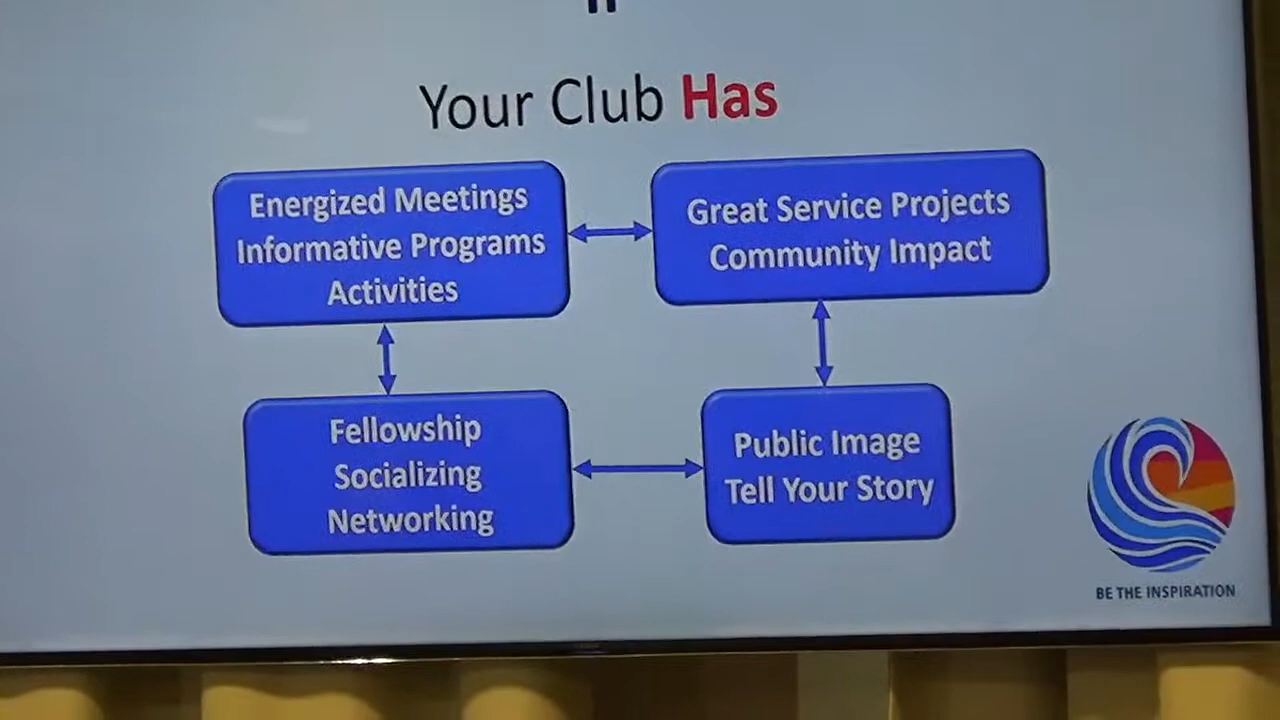 Your Club Has
Energized Meetings
Informative Programs
Activities
Great Service Projects
Community Impact
Fellowship
Socializing
Networking
Public Image
Tell Your Story
BE THE INSPIRATION